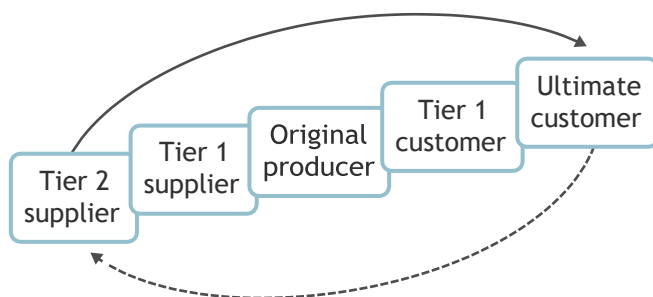 Tier 2
supplier
Tier 1
supplier
Original
producer
Tier 1
customer
Ultimate
customer